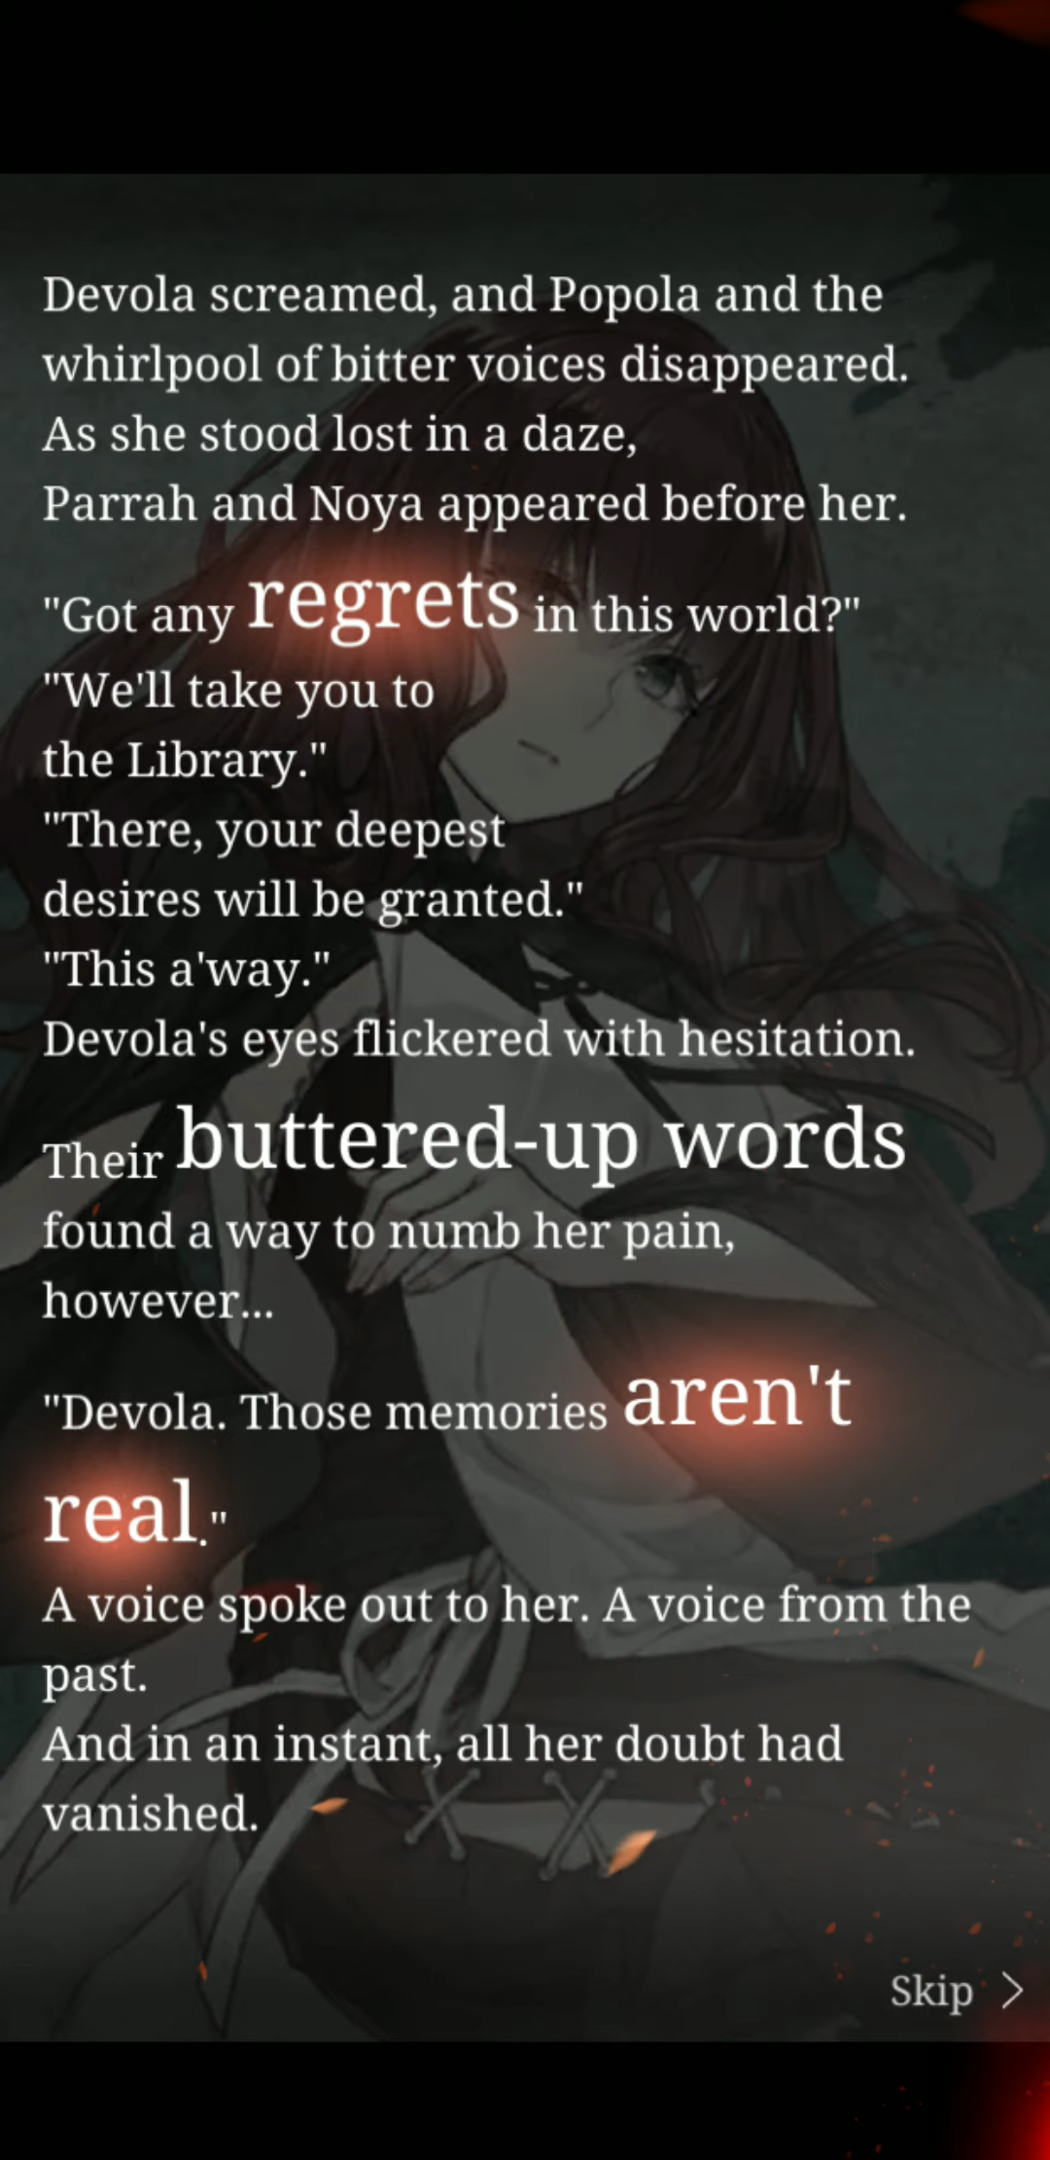 Devola screamed, and Popola and the
whirlpool of bitter voices disappeared.
As she stood lost in a daze,
Parrah and Noya appeared before her.
"Got any regrets in this world?"
"We'll take you to
the Library."
"There, your deepest
desires will be granted."
"This a'way."
Devola's eyes flickered with hesitation.
Their buttered-up words
found a way to numb her pain,
however...
"Devola. Those memories aren't
real."
A voice spoke out to her. A voice from the
past.
And in an instant, all her doubt had
vanished.
Skip